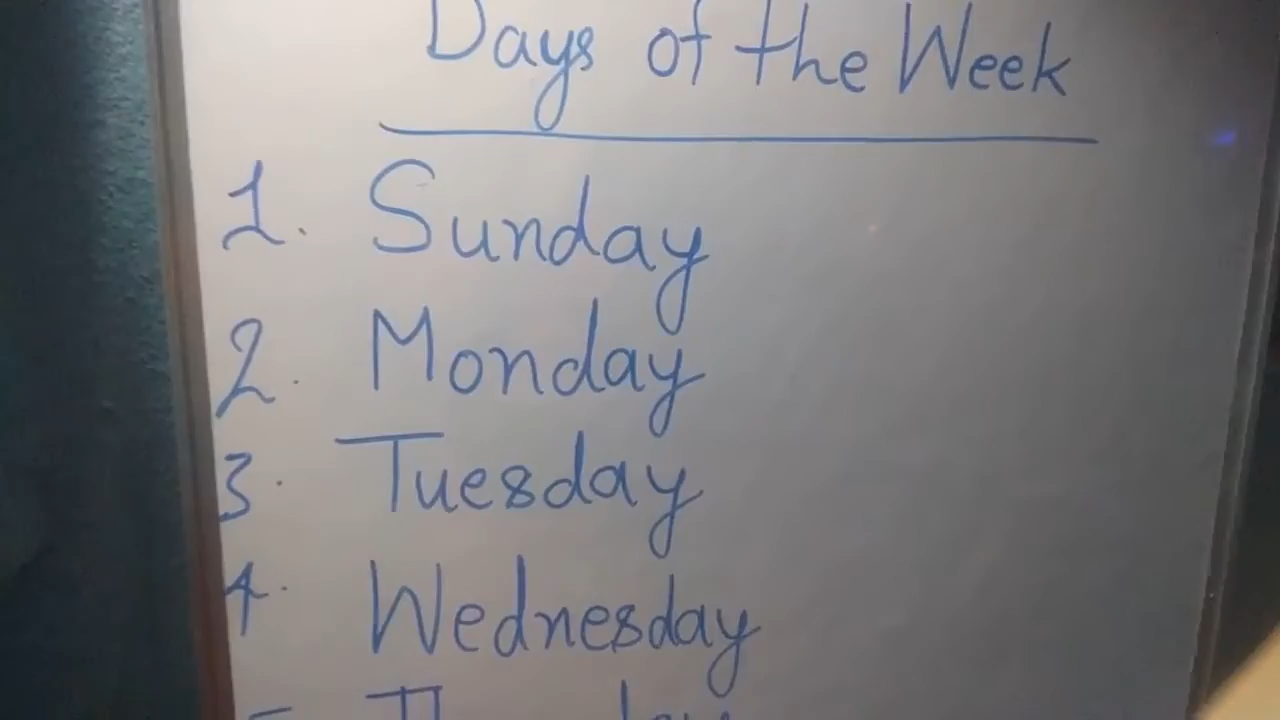 Days of the Week
1. Sunday
2. Monday
3. Tuesday
4. Wednesday